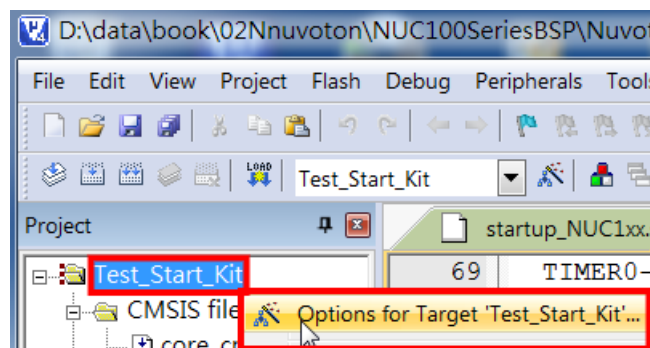 D:\data\book\02Nnuvoton\NUC100SeriesBSP\Nuvot
File Edit View Project Flash Debug Peripherals Tools
LOAD Test_Start_Kit
Project startup_NUC1xx.
Test_Start_Kit 69 TIMER0-
CMSIS file Options for Target 'Test_Start_Kit'...
core_cm